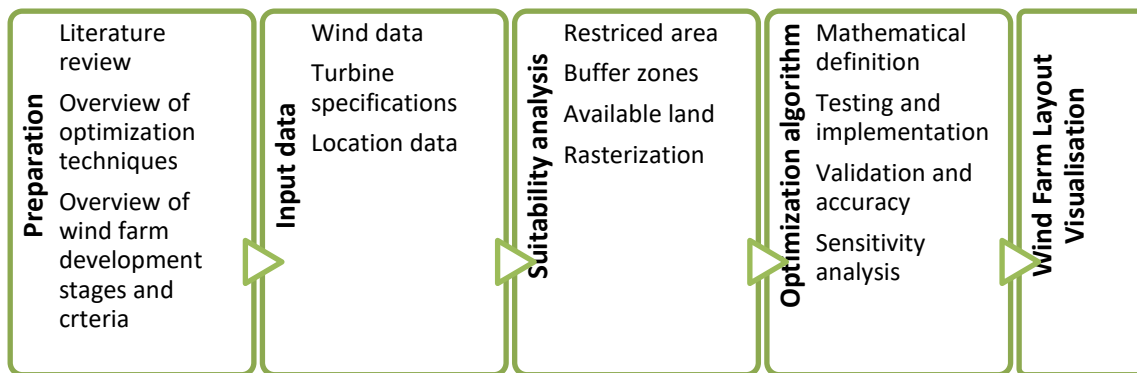 Preparation
Literature
review
Overview of
optimization
techniques
Overview of
wind farm
development
stages and
crteria
Input data
Wind data
Turbine
specifications
Location data
Suitability analysis
Restriced area
Buffer zones
Available land
Rasterization
Optimization algorithm
Mathematical
definition
Testing and
implementation
Validation and
accuracy
Sensitivity
analysis
Wind Farm Layout
Visualisation